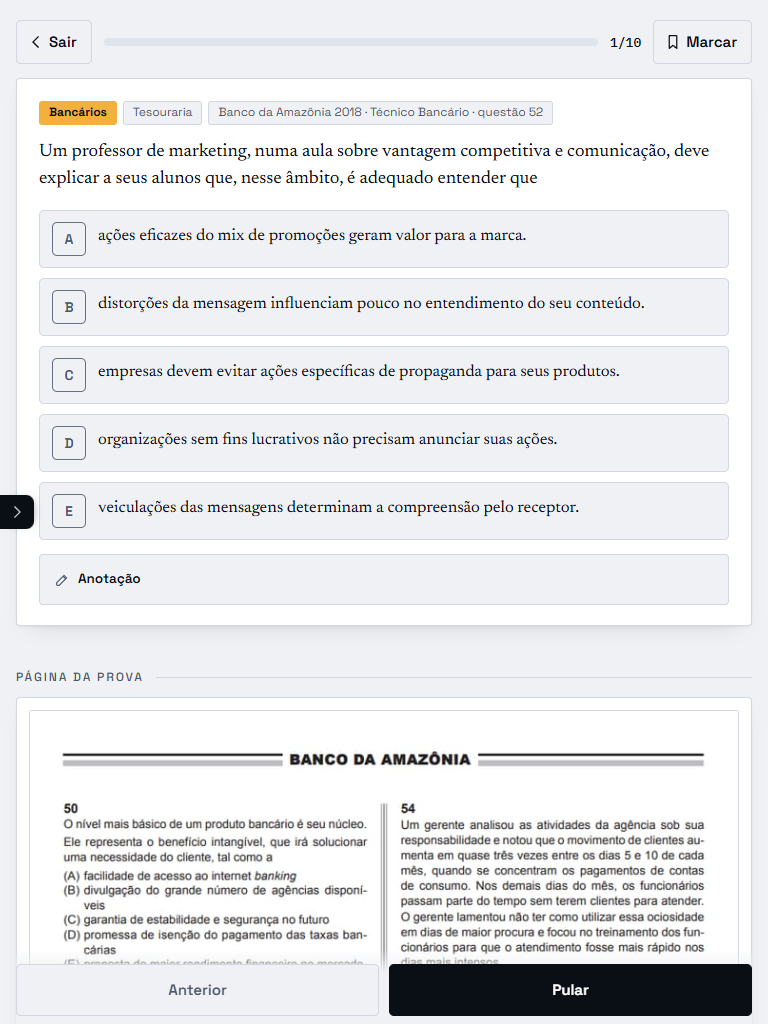 Sair
1/10
Marcar
Bancários
Tesouraria
Banco da Amazônia 2018 · Técnico Bancário · questão 52
Um professor de marketing, numa aula sobre vantagem competitiva e comunicação, deve
explicar a seus alunos que, nesse âmbito, é adequado entender que
A
ações eficazes do mix de promoções geram valor para a marca.
B
distorções da mensagem influenciam pouco no entendimento do seu conteúdo.
C
empresas devem evitar ações específicas de propaganda para seus produtos.
D
organizações sem fins lucrativos não precisam anunciar suas ações.
E
veiculações das mensagens determinam a compreensão pelo receptor.
Anotação
PÁGINA DA PROVA
BANCO DA AMAZÔNIA
50
O nível mais básico de um produto bancário é seu núcleo.
Ele representa o benefício intangível, que irá solucionar
uma necessidade do cliente, tal como a
(A) facilidade de acesso ao internet banking
(B) divulgação do grande número de agências disponí-
veis
(C) garantia de estabilidade e segurança no futuro
(D) promessa de isenção do pagamento das taxas ban-
cárias
(E) proposta de maior rendimento financeiro no mercado
54
Um gerente analisou as atividades da agência sob sua
responsabilidade e notou que o movimento de clientes au-
menta em quase três vezes entre os dias 5 e 10 de cada
mês, quando se concentram os pagamentos de contas
de consumo. Nos demais dias do mês, os funcionários
passam parte do tempo sem terem clientes para atender.
O gerente lamentou não ter como utilizar essa ociosidade
em dias de maior procura e focou no treinamento dos fun-
cionários para que o atendimento fosse mais rápido nos
dias mais intensos.
Anterior
Pular